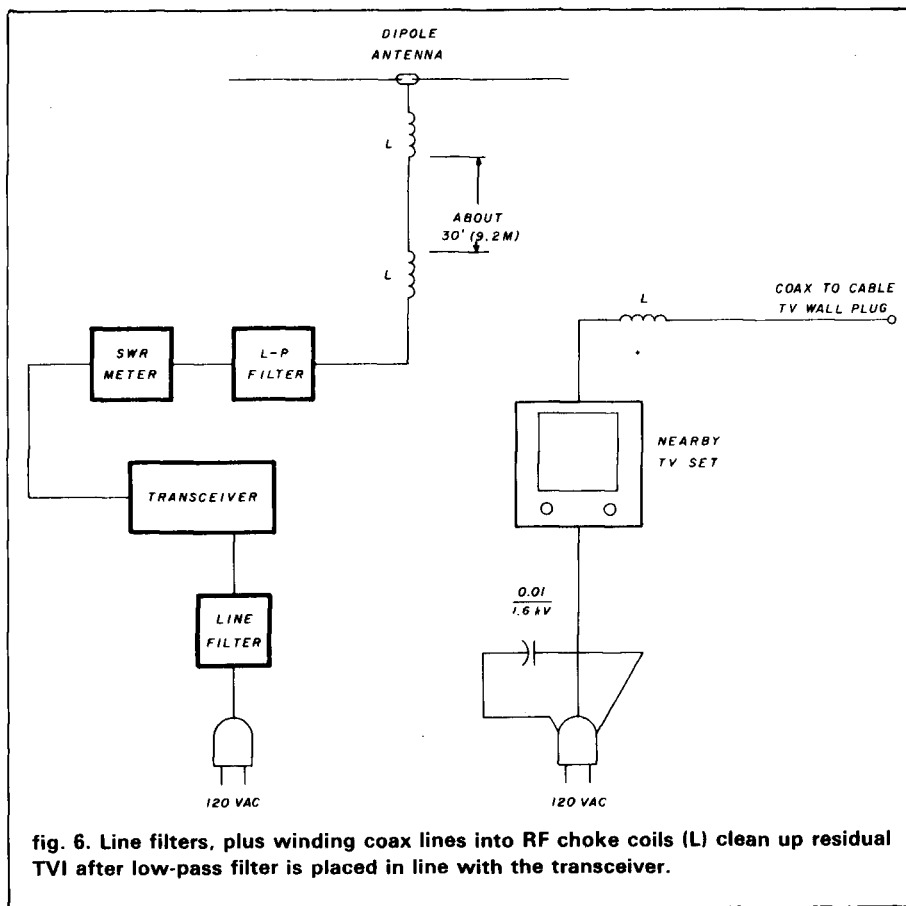 DIPOLE
ANTENNA
L
ABOUT
30' (9.2M)
L
SWR
METER
L-P
FILTER
TRANSCEIVER
LINE
FILTER
120 VAC
L
COAX TO CABLE
TV WALL PLUG
NEARBY
TV SET
0.01
1.6 kV
120 VAC
fig. 6. Line filters, plus winding coax lines into RF choke coils (L) clean up residual
TVI after low-pass filter is placed in line with the transceiver.